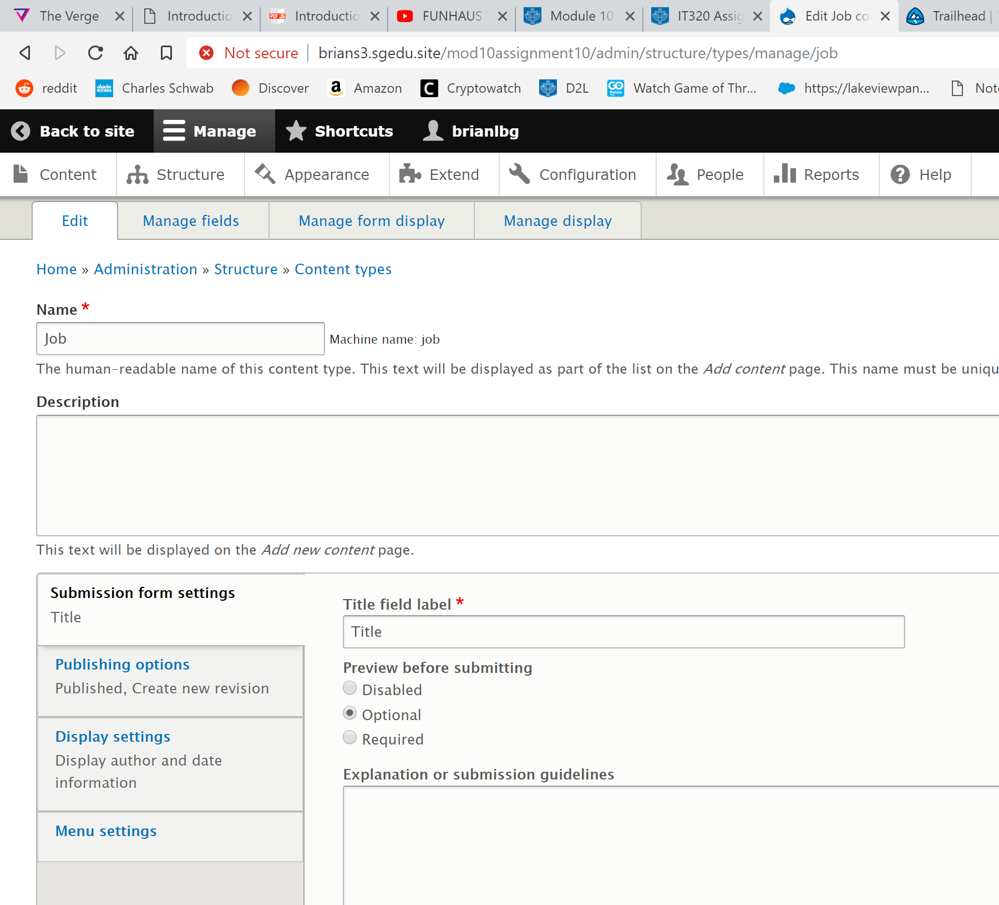 The Verge Introductio Introductio FUNHAUS Module 10 IT320 Assig Edit Job co Trailhead |
Not secure brians3.sgedu.site/mod10assignment10/admin/structure/types/manage/job
reddit Charles Schwab Discover Amazon Cryptowatch D2L Watch Game of Thr... https://lakeviewpan... Not
Back to site Manage Shortcuts brianlbg
Content Structure Appearance Extend Configuration People Reports Help
Edit Manage fields Manage form display Manage display
Home » Administration » Structure » Content types
Name *
Job Machine name: job
The human-readable name of this content type. This text will be displayed as part of the list on the Add content page. This name must be uniqu
Description
This text will be displayed on the Add new content page.
Submission form settings
Title
Publishing options
Published, Create new revision
Display settings
Display author and date
information
Menu settings
Title field label *
Title
Preview before submitting
Disabled
Optional
Required
Explanation or submission guidelines